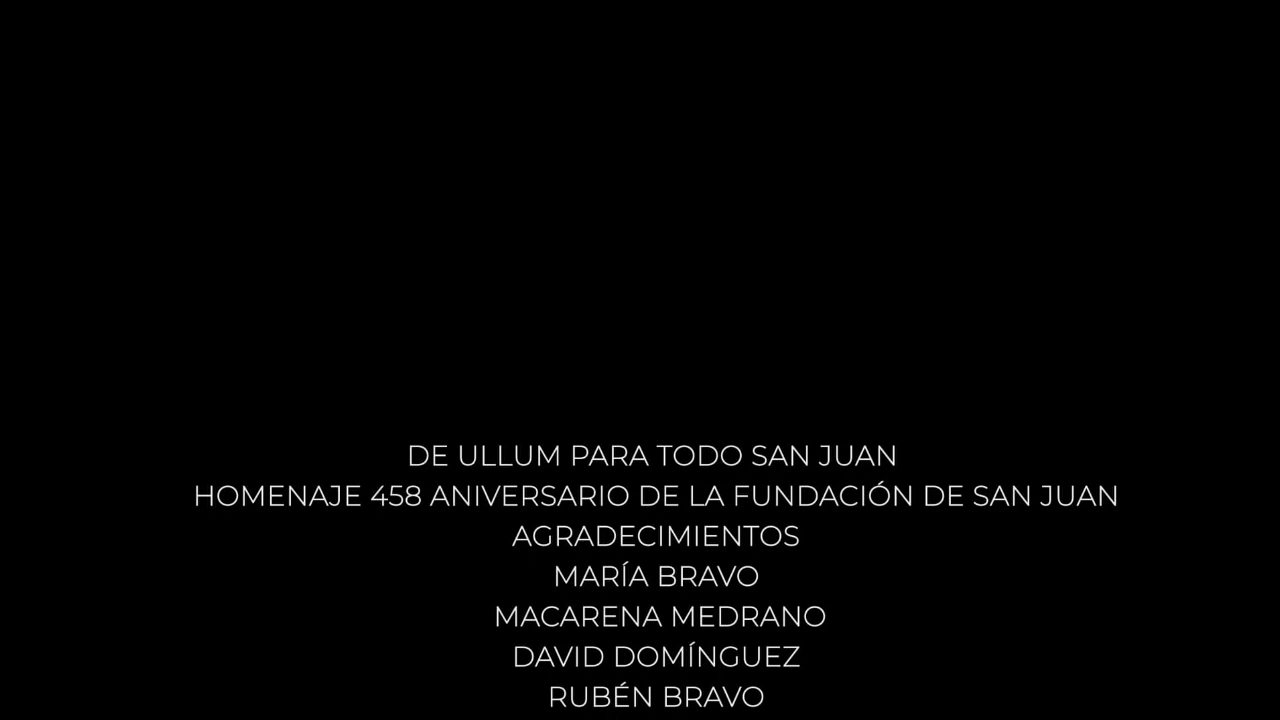 DE ULLUM PARA TODO SAN JUAN
HOMENAJE 458 ANIVERSARIO DE LA FUNDACIÓN DE SAN JUAN
AGRADECIMIENTOS
MARÍA BRAVO
MACARENA MEDRANO
DAVID DOMÍNGUEZ
RUBÉN BRAVO